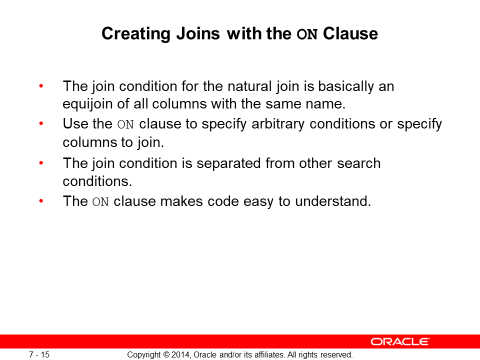 Creating Joins with the ON Clause
• The join condition for the natural join is basically an
equijoin of all columns with the same name.
• Use the ON clause to specify arbitrary conditions or specify
columns to join.
• The join condition is separated from other search
conditions.
• The ON clause makes code easy to understand.
ORACLE
7 - 15 Copyright © 2014, Oracle and/or its affiliates. All rights reserved.